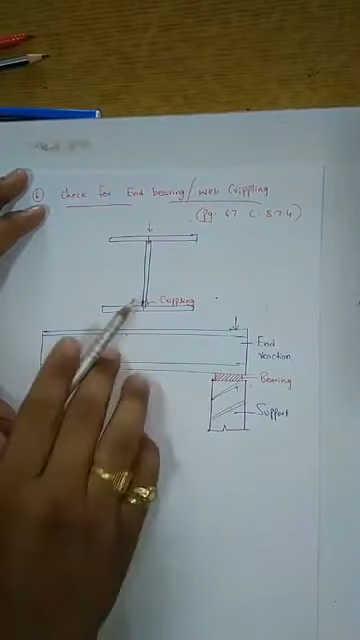 ⑥ Check for End bearing/web Crippling
(Pg. 67 C: 8.7.4)
Crippling
End
reaction
Bearing
Support